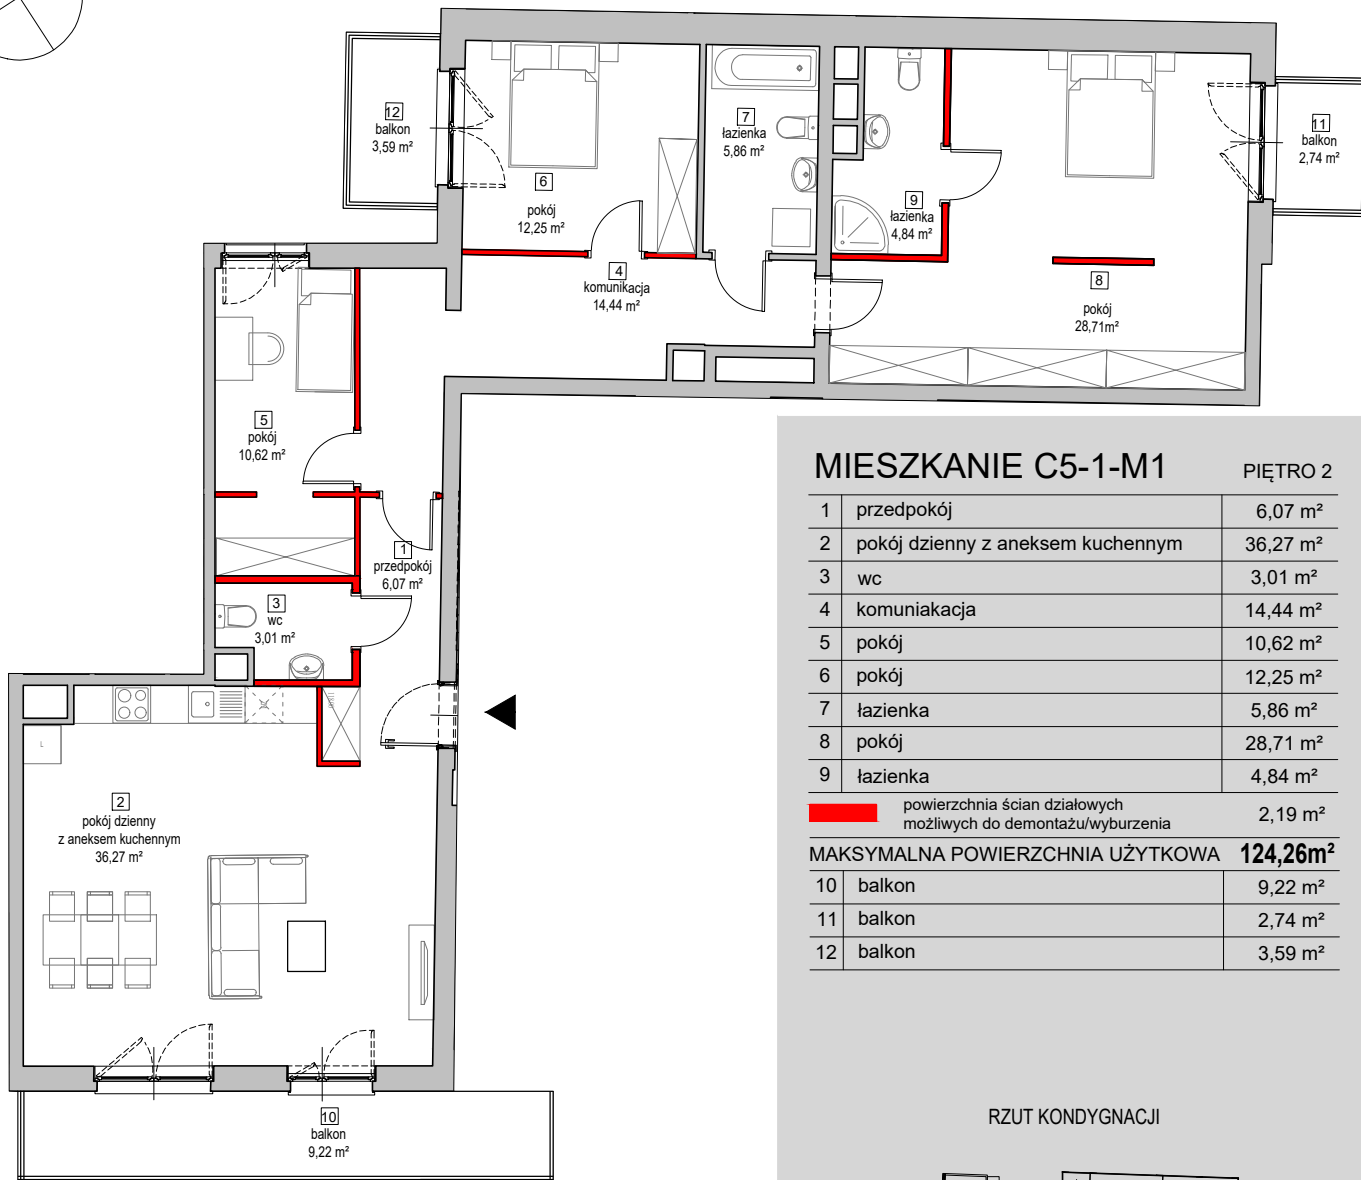 12
balkon
3,59 m²
6
pokój
12,25 m²
7
łazienka
5,86 m²
9
łazienka
4,84 m²
11
balkon
2,74 m²
4
komunikacja
14,44 m²
8
pokój
28,71m²
5
pokój
10,62 m²
1
przedpokój
6,07 m²
3
wc
3,01 m²
L
2
pokój dzienny
z aneksem kuchennym
36,27 m²
10
balkon
9,22 m²
MIESZKANIE C5-1-M1 PIĘTRO 2
1 przedpokój 6,07 m²
2 pokój dzienny z aneksem kuchennym 36,27 m²
3 wc 3,01 m²
4 komuniakacja 14,44 m²
5 pokój 10,62 m²
6 pokój 12,25 m²
7 łazienka 5,86 m²
8 pokój 28,71 m²
9 łazienka 4,84 m²
powierzchnia ścian działowych
możliwych do demontażu/wyburzenia 2,19 m²
MAKSYMALNA POWIERZCHNIA UŻYTKOWA 124,26m²
10 balkon 9,22 m²
11 balkon 2,74 m²
12 balkon 3,59 m²
RZUT KONDYGNACJI